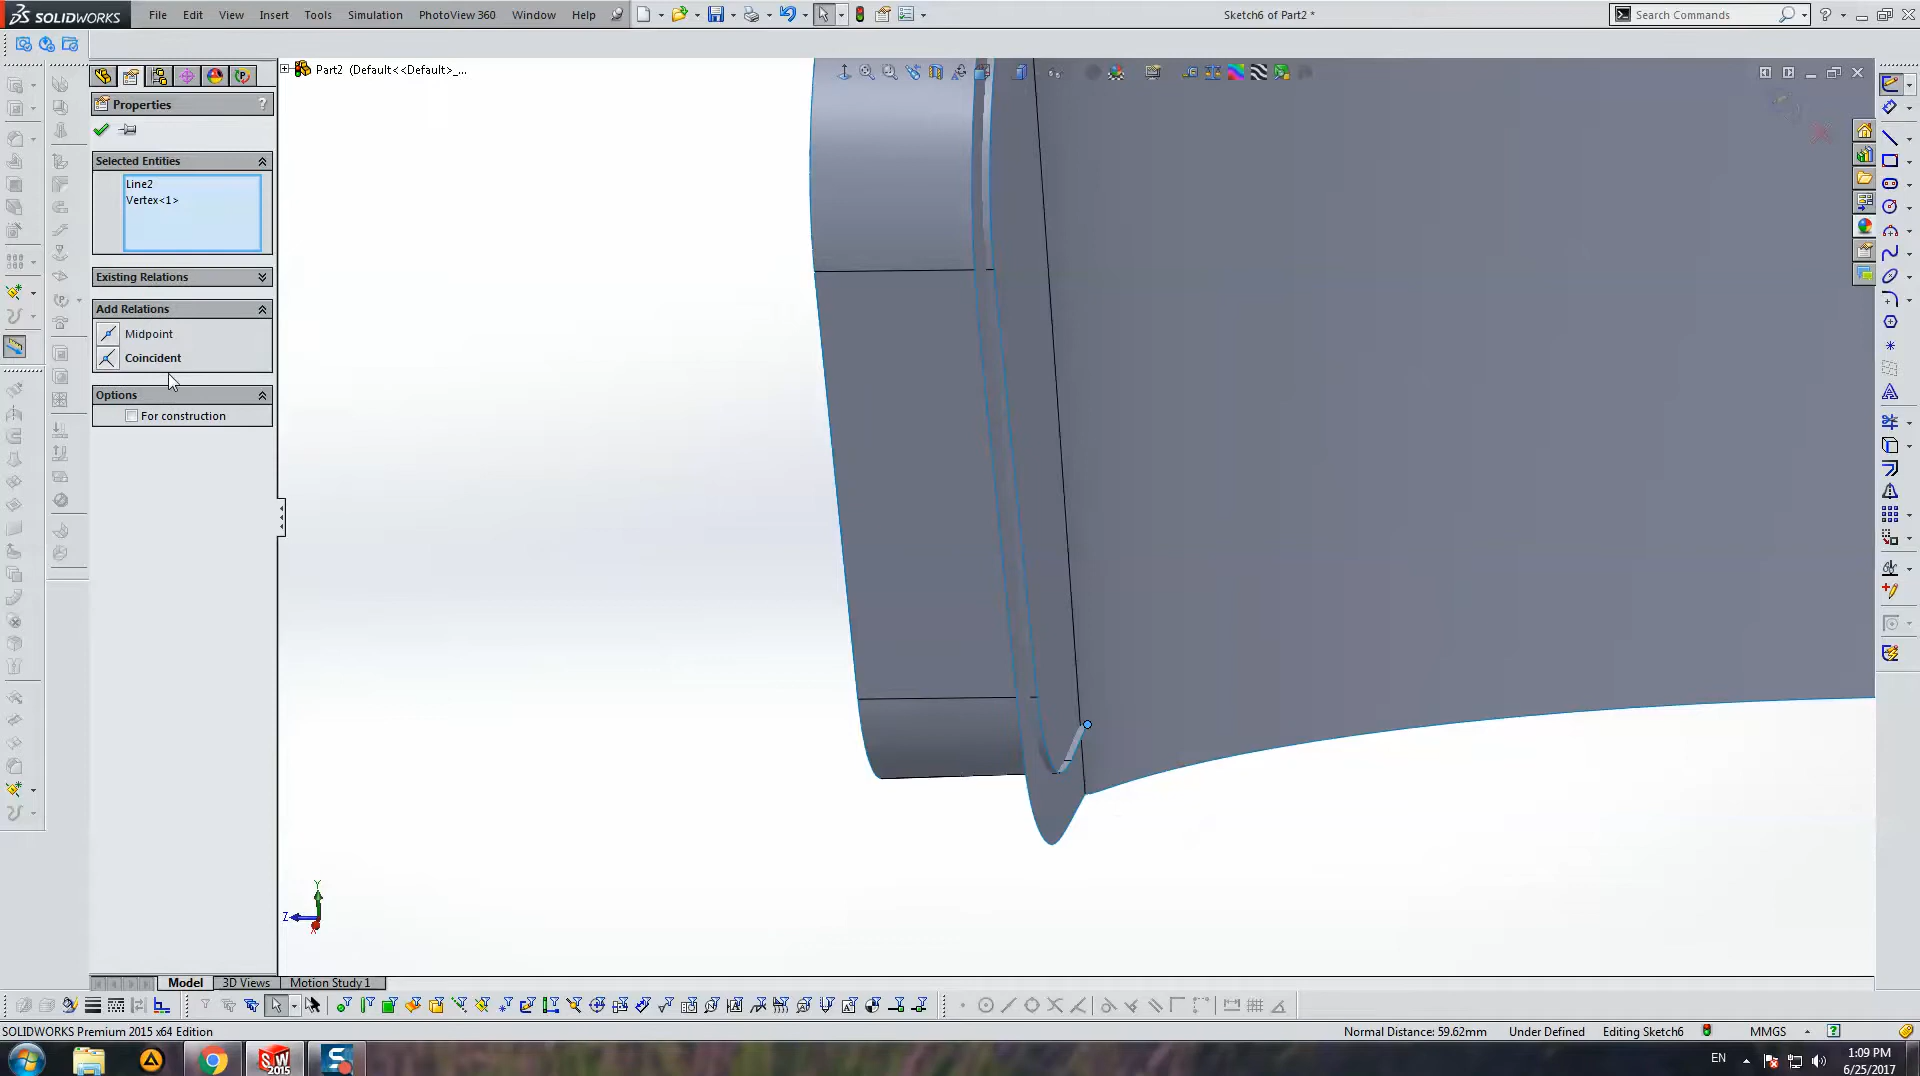 SOLIDWORKS File Edit View Insert Tools Simulation PhotoView 360 Window Help Sketch6 of Part2 * Search Commands
Part2 (Default<<Default>_...
Properties ?
Selected Entities
Line2
Vertex<1>
Existing Relations
Add Relations
Midpoint
Coincident
Options
For construction
Y
Z
X
Model 3D Views Motion Study 1
SOLIDWORKS Premium 2015 x64 Edition Normal Distance: 59.62mm Under Defined Editing Sketch6 MMGS
EN 1:09 PM
6/25/2017
SW
2015